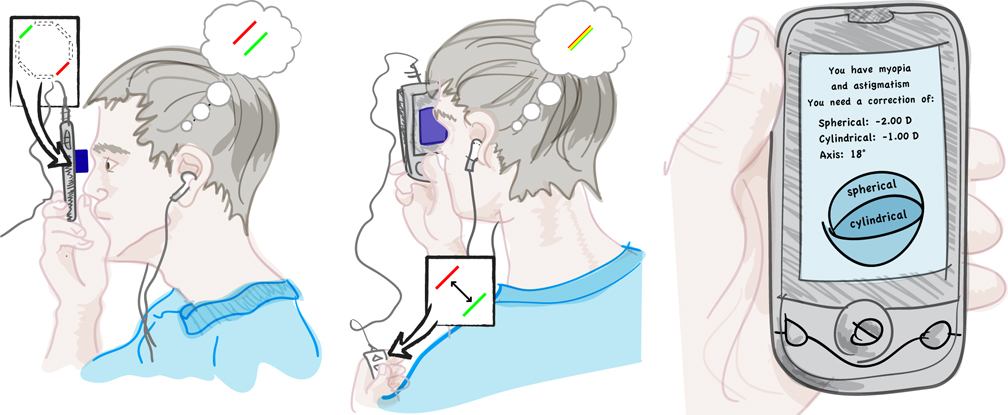 You have myopia
and astigmatism
You need a correction of:
Spherical: -2.00 D
Cylindrical: -1.00 D
Axis: 18°
spherical
cylindrical